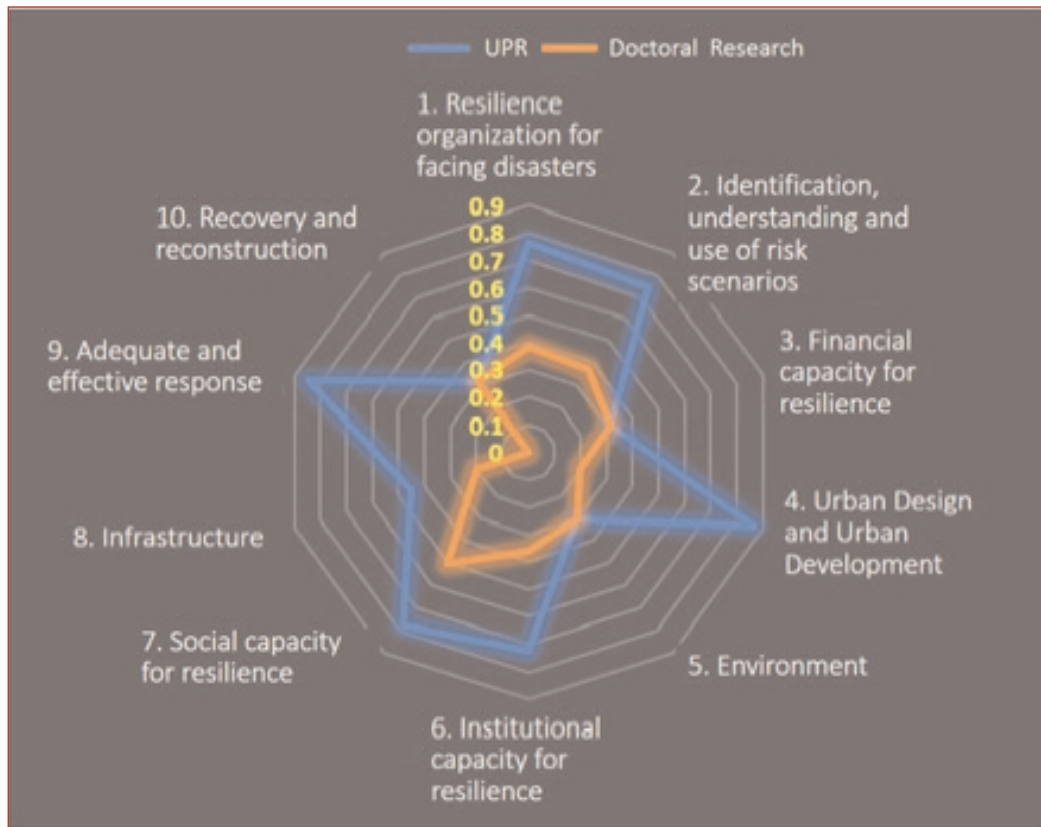 UPR
Doctoral Research
1. Resilience
organization for
facing disasters
2. Identification,
understanding and
use of risk
scenarios
3. Financial
capacity for
resilience
4. Urban Design
and Urban
Development
5. Environment
6. Institutional
capacity for
resilience
7. Social capacity
for resilience
8. Infrastructure
9. Adequate and
effective response
10. Recovery and
reconstruction
0.9
0.8
0.7
0.6
0.5
0.4
0.3
0.2
0.1
0